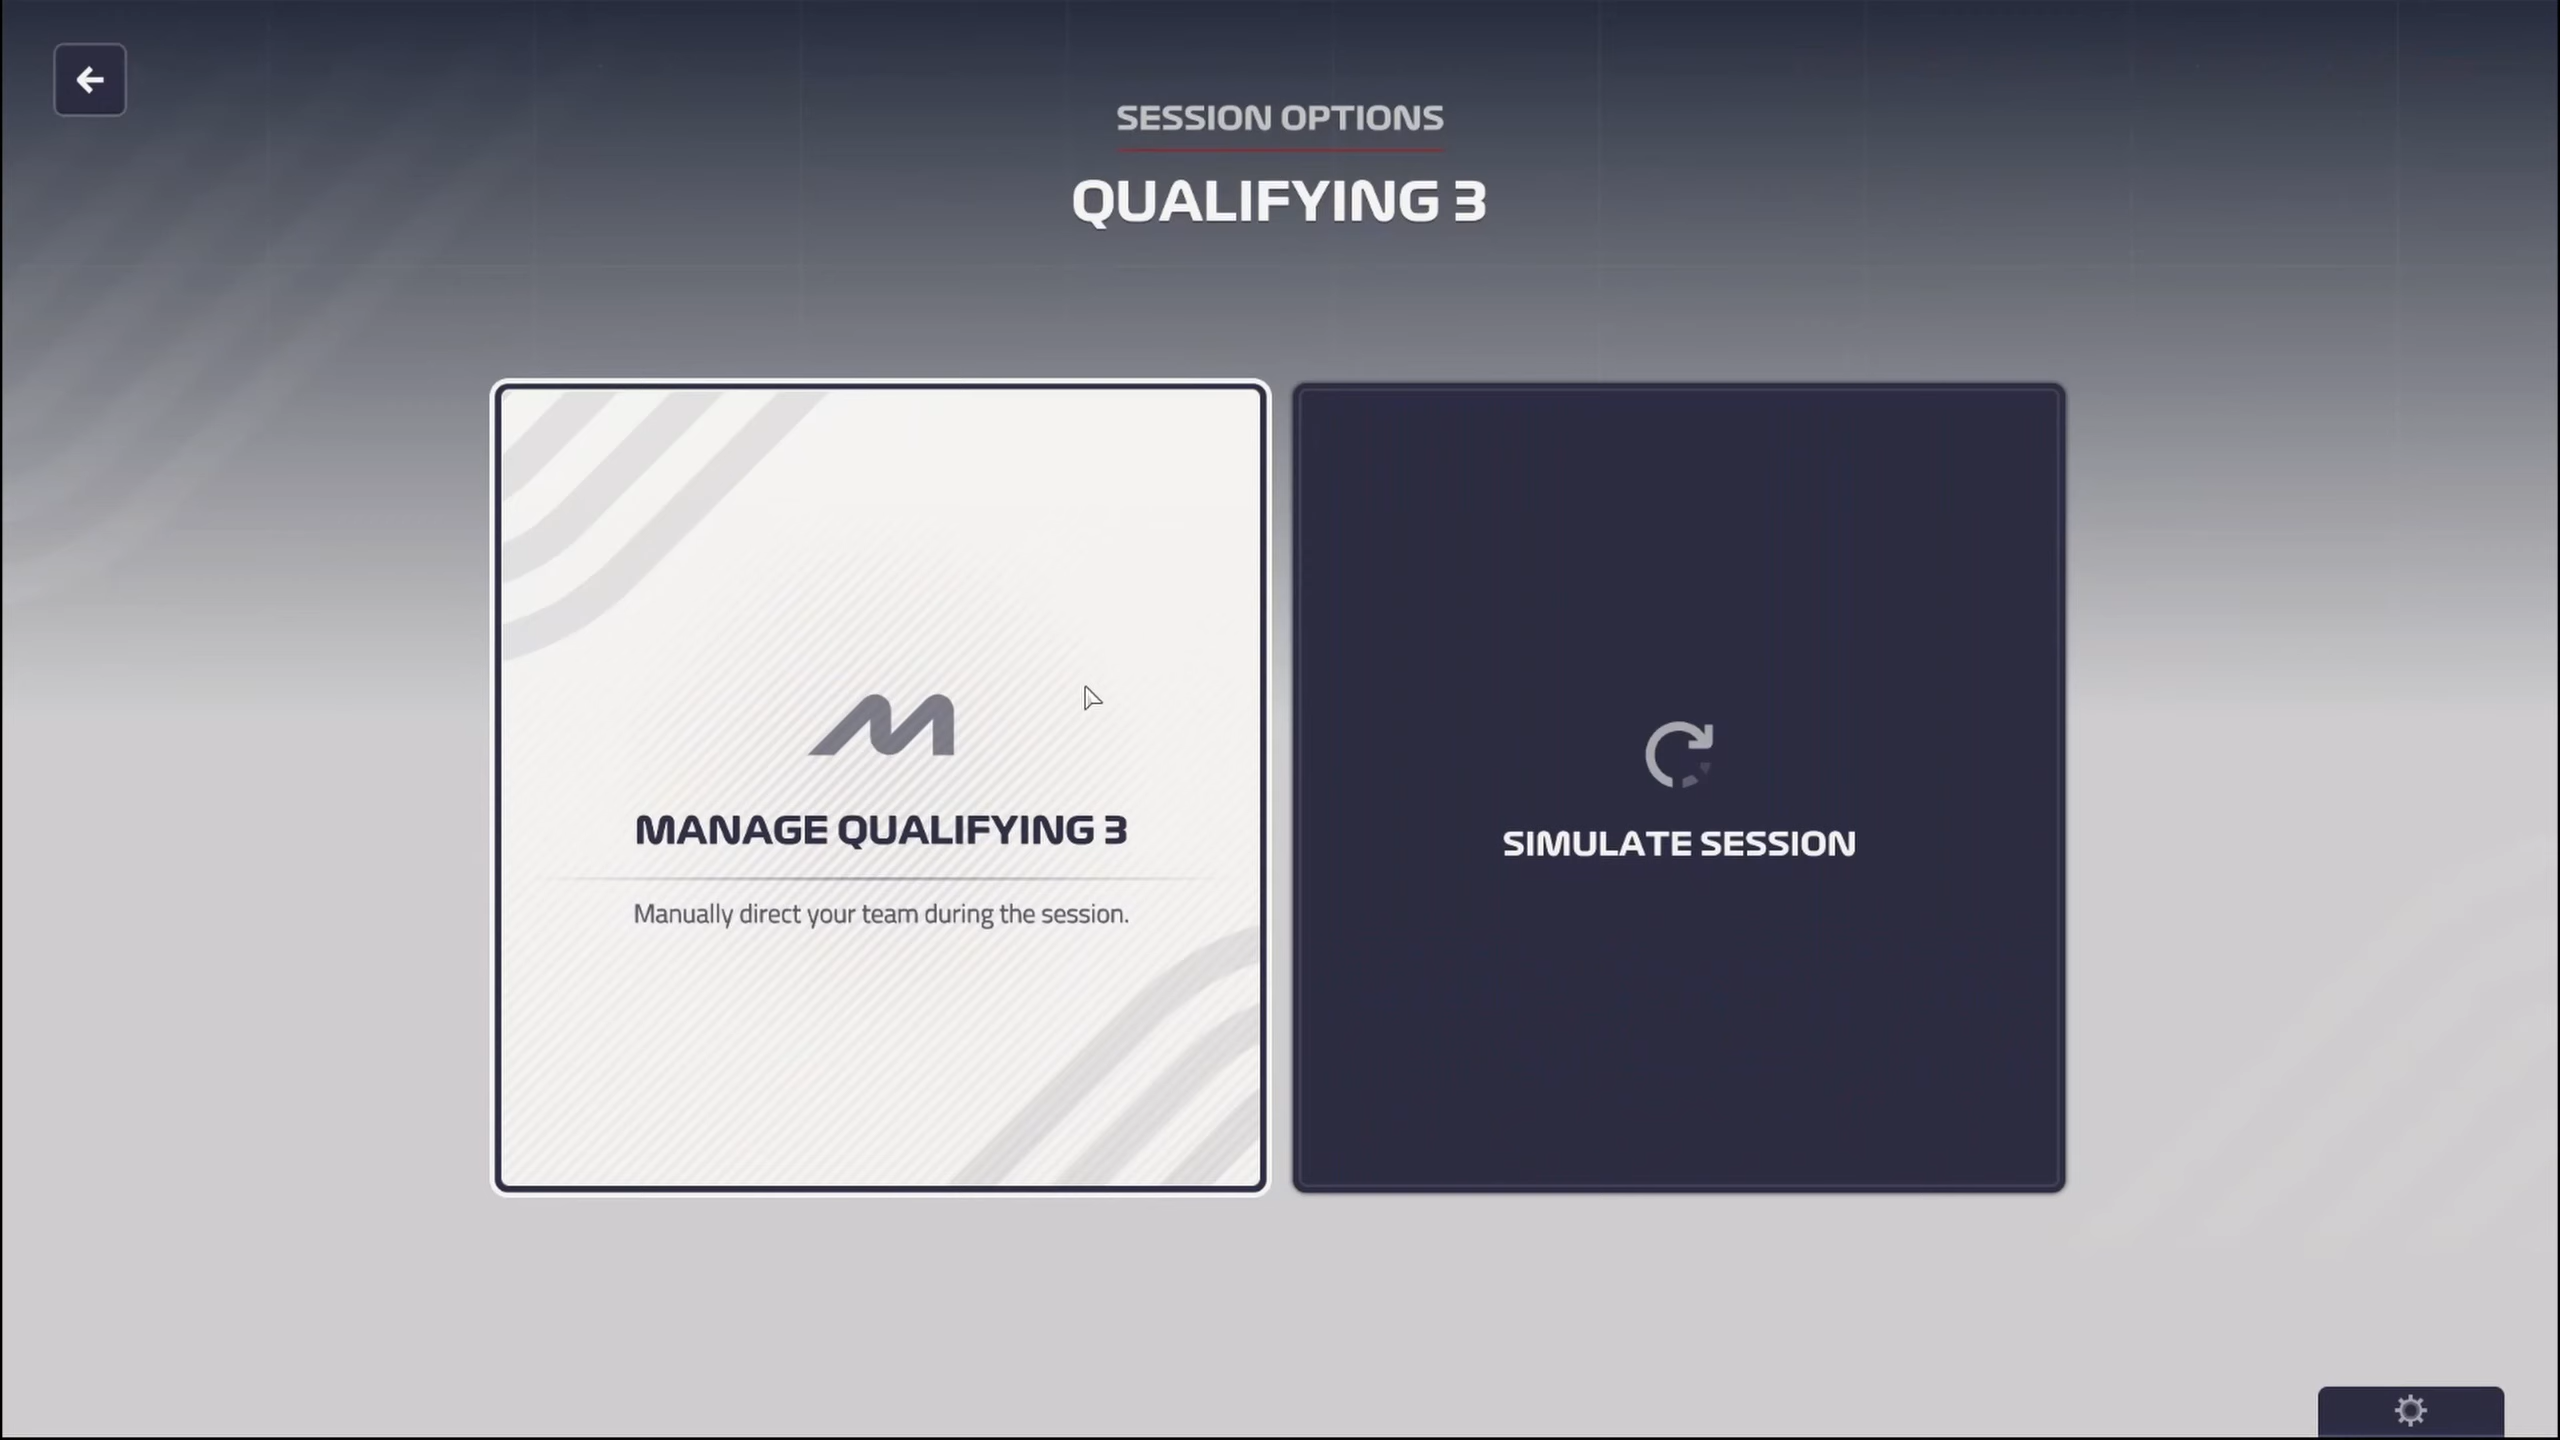 SESSION OPTIONS
QUALIFYING 3
MANAGE QUALIFYING 3
Manually direct your team during the session.
SIMULATE SESSION